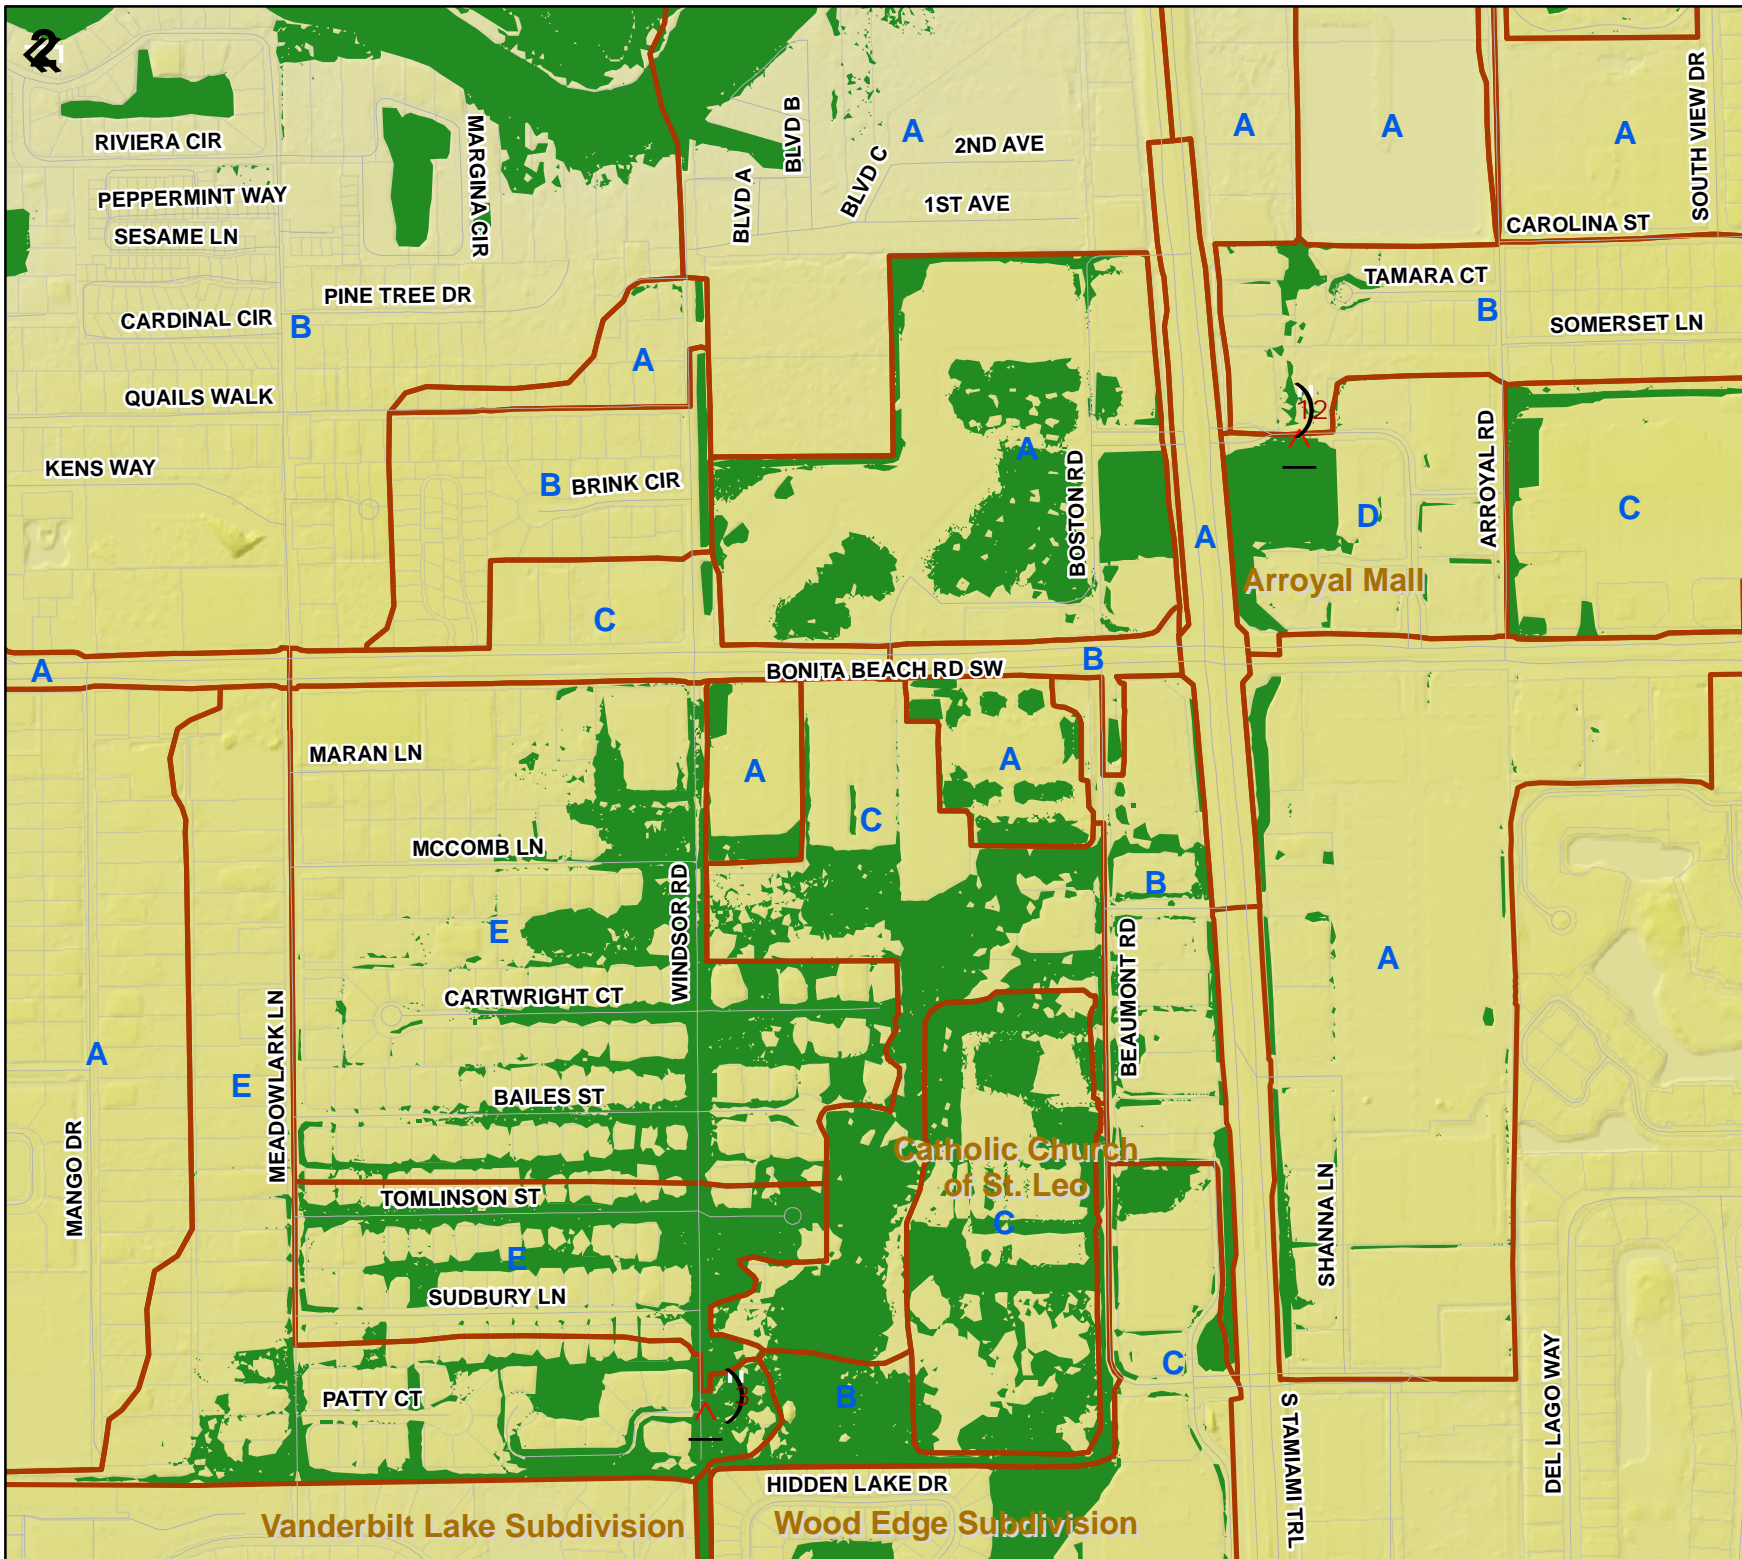 2
RIVIERA CIR
MARGINA CIR
BLVD B
BLVD A
BLVD C
A
2ND AVE
1ST AVE
A
A
A
SOUTH VIEW DR
CAROLINA ST
PEPPERMINT WAY
SESAME LN
PINE TREE DR
CARDINAL CIR
B
TAMARA CT
B
SOMERSET LN
A
QUAILS WALK
12
KENS WAY
B
BRINK CIR
A
BOSTON RD
A
D
ARROYAL RD
C
Arroyal Mall
C
A
BONITA BEACH RD SW
B
MARAN LN
A
A
C
MCCOMB LN
WINDSOR RD
B
E
BEAUMONT RD
A
CARTWRIGHT CT
MEADOWLARK LN
A
E
BAILES ST
MANGO DR
Catholic Church
of St. Leo
C
TOMLINSON ST
SHANNA LN
E
SUDBURY LN
C
DEL LAGO WAY
PATTY CT
B
S TAMIAMI TRL
HIDDEN LAKE DR
Vanderbilt Lake Subdivision
Wood Edge Subdivision